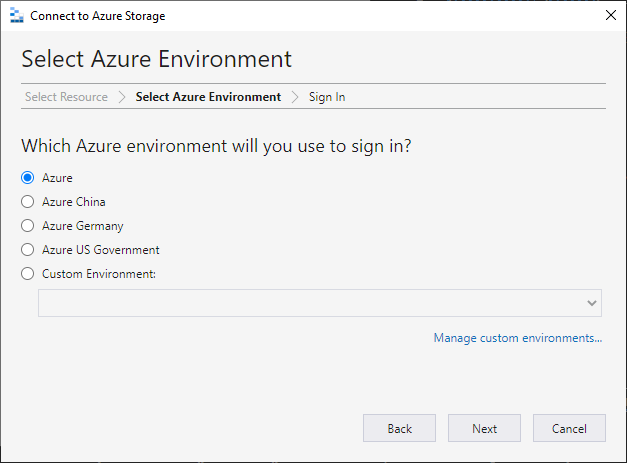 Connect to Azure Storage
Select Azure Environment
Select Resource Select Azure Environment Sign In
Which Azure environment will you use to sign in?
Azure
Azure China
Azure Germany
Azure US Government
Custom Environment:
Manage custom environments...
Back Next Cancel